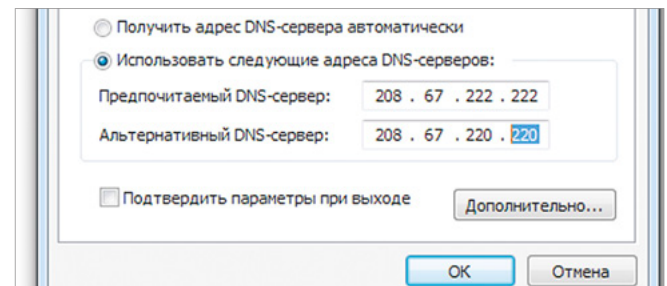 Получить адрес DNS-сервера автоматически
Использовать следующие адреса DNS-серверов:
Предпочитаемый DNS-сервер: 208 . 67 . 222 . 222
Альтернативный DNS-сервер: 208 . 67 . 220 . 220
Подтвердить параметры при выходе
Дополнительно...
ОК Отмена